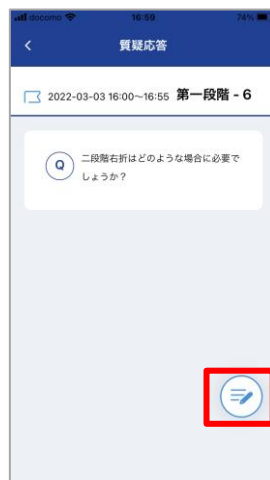 docomo 16:59 74%
質疑応答
2022-03-03 16:00~16:55 第一段階 - 6
Q 二段階右折はどのような場合に必要で
しょうか?